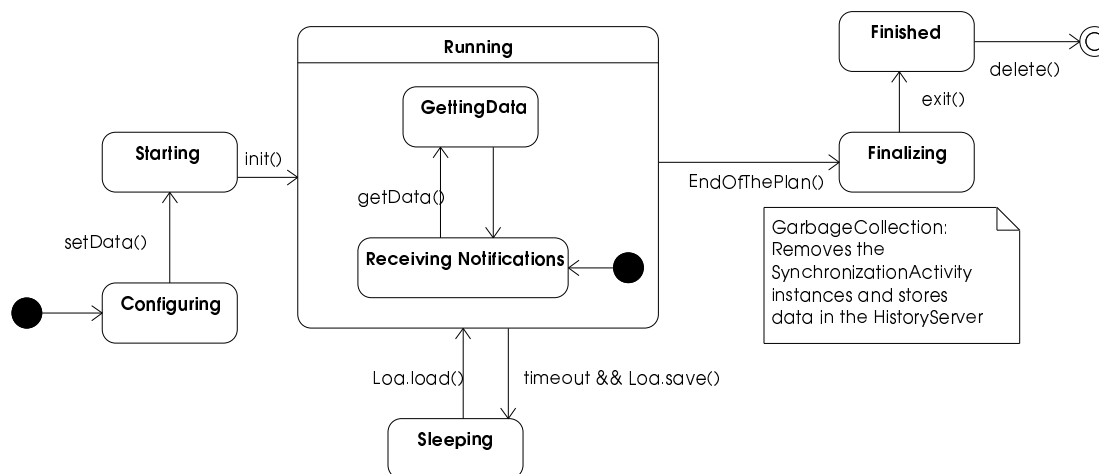 Running
Finished
delete()
exit()
GettingData
Starting
init()
Finalizing
EndOfThePlan()
getData()
setData()
Receiving Notifications
GarbageCollection:
Removes the
SynchronizationActivity
instances and stores
data in the HistoryServer
Configuring
Loa.load()
timeout && Loa.save()
Sleeping